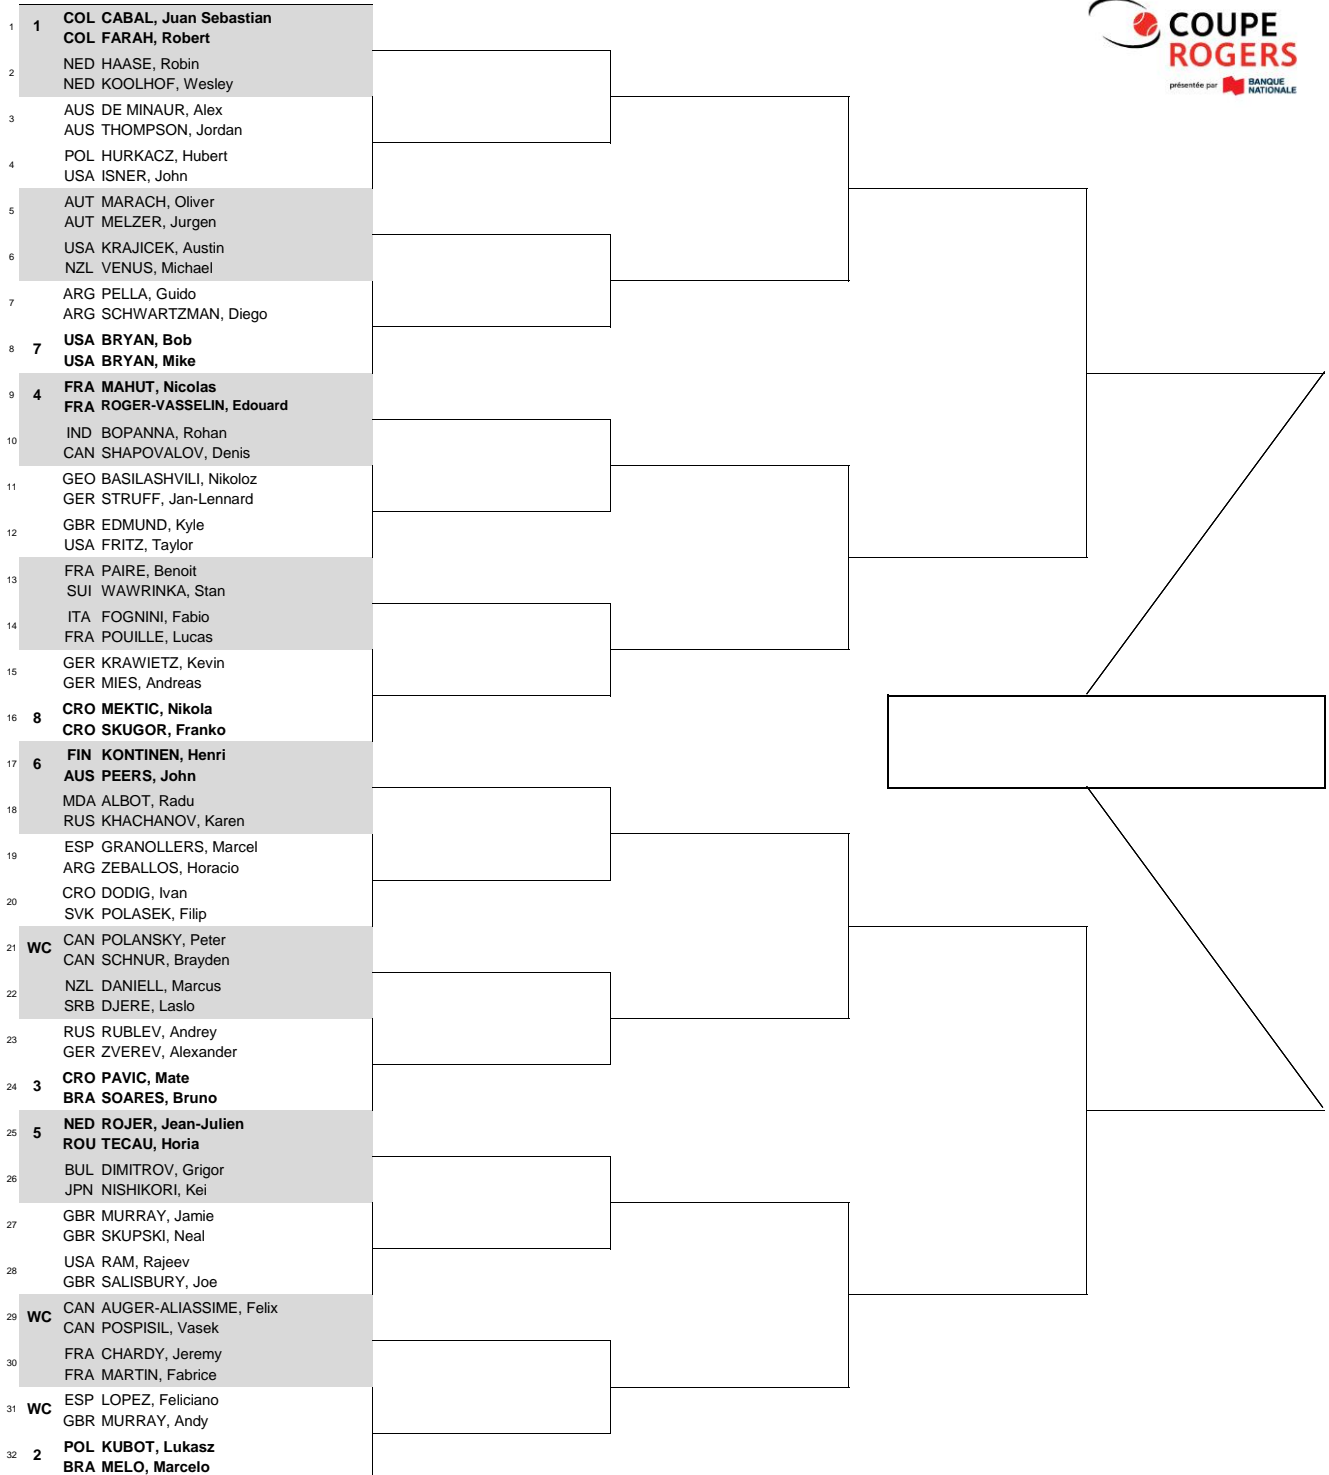 COUPE
ROGERS
présentée par BANQUE NATIONALE
1 1 COL CABAL, Juan Sebastian
COL FARAH, Robert
2 NED HAASE, Robin
NED KOOLHOF, Wesley
3 AUS DE MINAUR, Alex
AUS THOMPSON, Jordan
4 POL HURKACZ, Hubert
USA ISNER, John
5 AUT MARACH, Oliver
AUT MELZER, Jurgen
6 USA KRAJICEK, Austin
NZL VENUS, Michael
7 ARG PELLA, Guido
ARG SCHWARTZMAN, Diego
8 7 USA BRYAN, Bob
USA BRYAN, Mike
9 4 FRA MAHUT, Nicolas
FRA ROGER-VASSELIN, Edouard
10 IND BOPANNA, Rohan
CAN SHAPOVALOV, Denis
11 GEO BASILASHVILI, Nikoloz
GER STRUFF, Jan-Lennard
12 GBR EDMUND, Kyle
USA FRITZ, Taylor
13 FRA PAIRE, Benoit
SUI WAWRINKA, Stan
14 ITA FOGNINI, Fabio
FRA POUILLE, Lucas
15 GER KRAWIETZ, Kevin
GER MIES, Andreas
16 8 CRO MEKTIC, Nikola
CRO SKUGOR, Franko
17 6 FIN KONTINEN, Henri
AUS PEERS, John
18 MDA ALBOT, Radu
RUS KHACHANOV, Karen
19 ESP GRANOLLERS, Marcel
ARG ZEBALLOS, Horacio
20 CRO DODIG, Ivan
SVK POLASEK, Filip
21 WC CAN POLANSKY, Peter
CAN SCHNUR, Brayden
22 NZL DANIELL, Marcus
SRB DJERE, Laslo
23 RUS RUBLEV, Andrey
GER ZVEREV, Alexander
24 3 CRO PAVIC, Mate
BRA SOARES, Bruno
25 5 NED ROJER, Jean-Julien
ROU TECAU, Horia
26 BUL DIMITROV, Grigor
JPN NISHIKORI, Kei
27 GBR MURRAY, Jamie
GBR SKUPSKI, Neal
28 USA RAM, Rajeev
GBR SALISBURY, Joe
29 WC CAN AUGER-ALIASSIME, Felix
CAN POSPISIL, Vasek
30 FRA CHARDY, Jeremy
FRA MARTIN, Fabrice
31 WC ESP LOPEZ, Feliciano
GBR MURRAY, Andy
32 2 POL KUBOT, Lukasz
BRA MELO, Marcelo